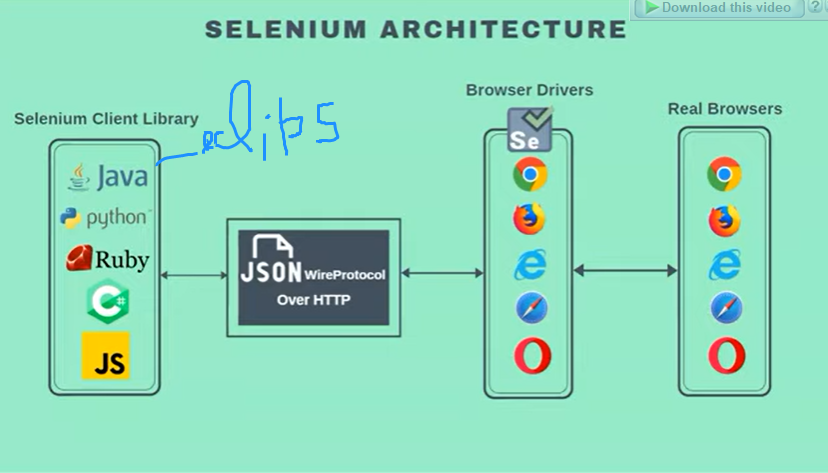 Download this video ?
SELENIUM ARCHITECTURE
Browser Drivers
Real Browsers
Selenium Client Library
Se
Java
python
Ruby
C#
JS
JSON WireProtocol
Over HTTP